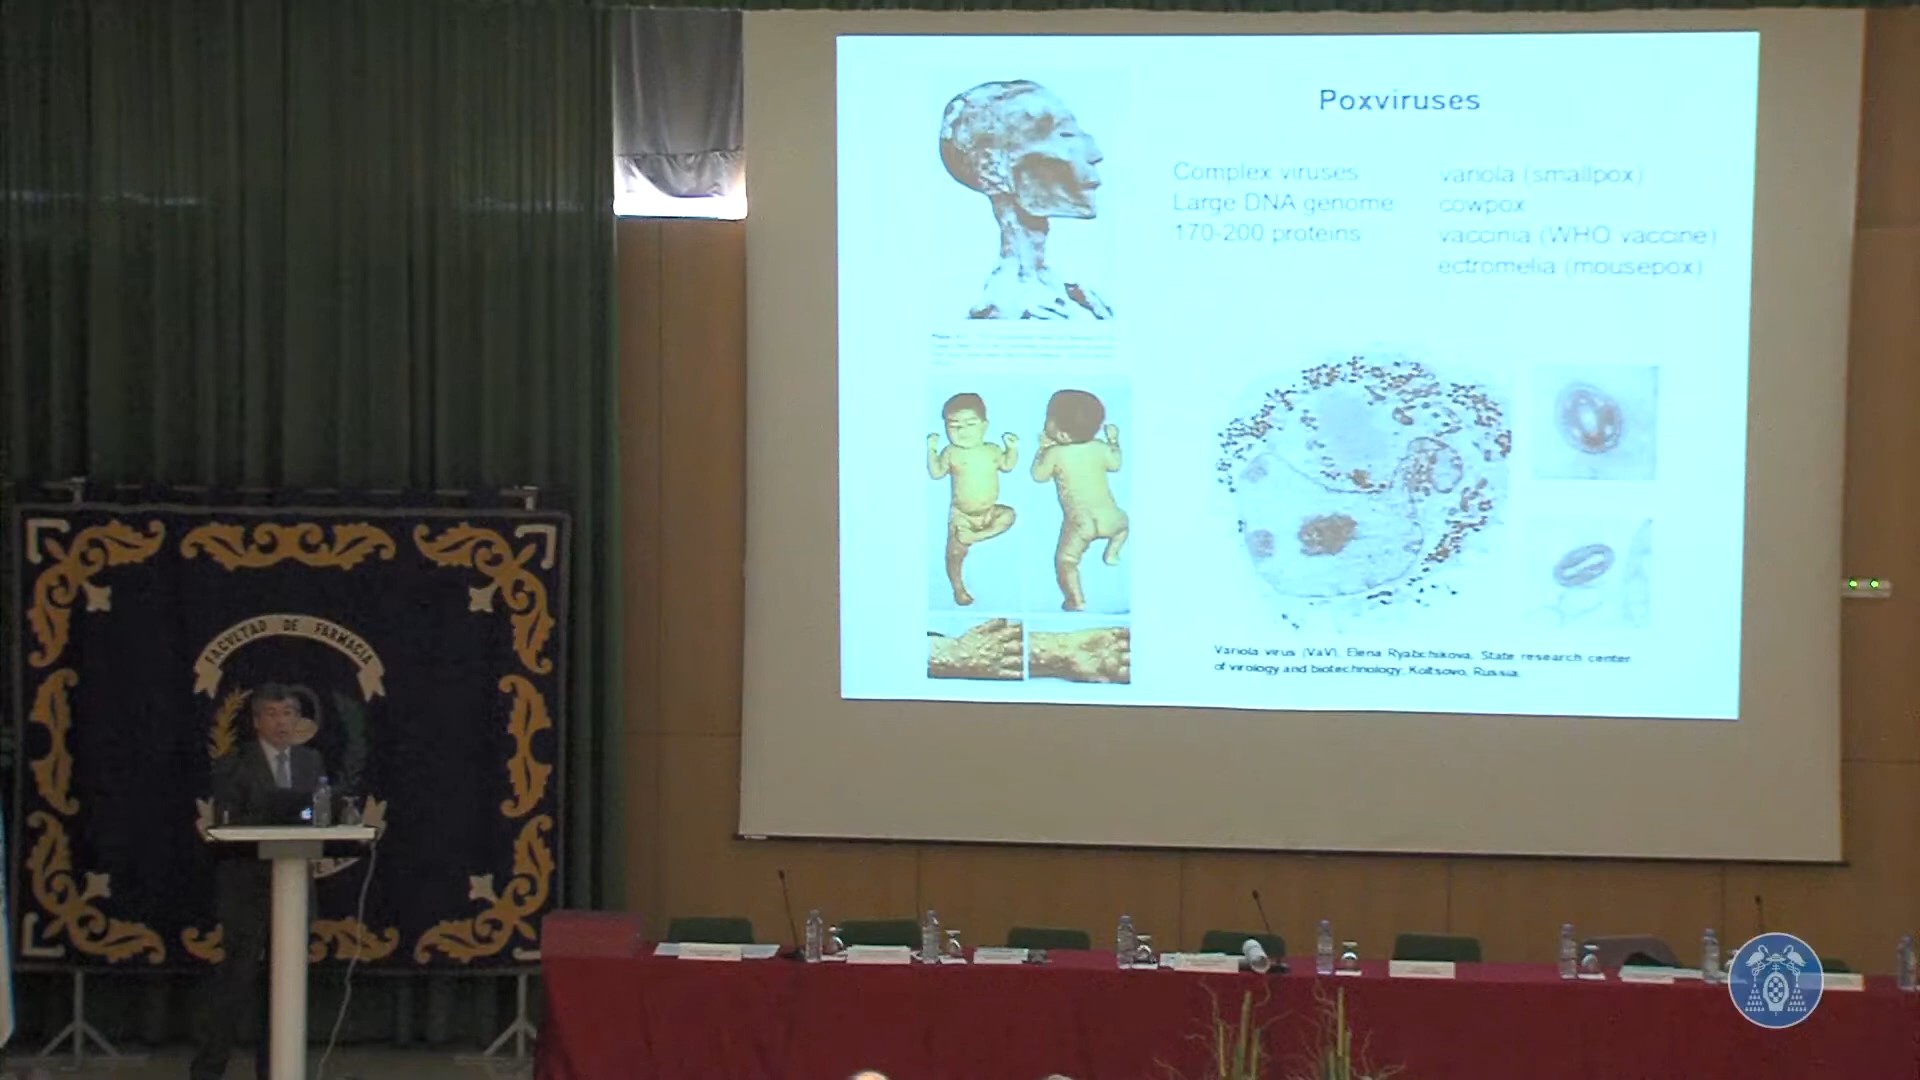 Poxviruses
Complex viruses
Large DNA genome
170-200 proteins
variola (smallpox)
cowpox
vaccinia (WHO vaccine)
ectromelia (mousepox)
Variola virus (VaV), Elena Ryabchikova, State research center
of virology and biotechnology, Koltsovo, Russia.
FACVLTAD DE FARMACIA